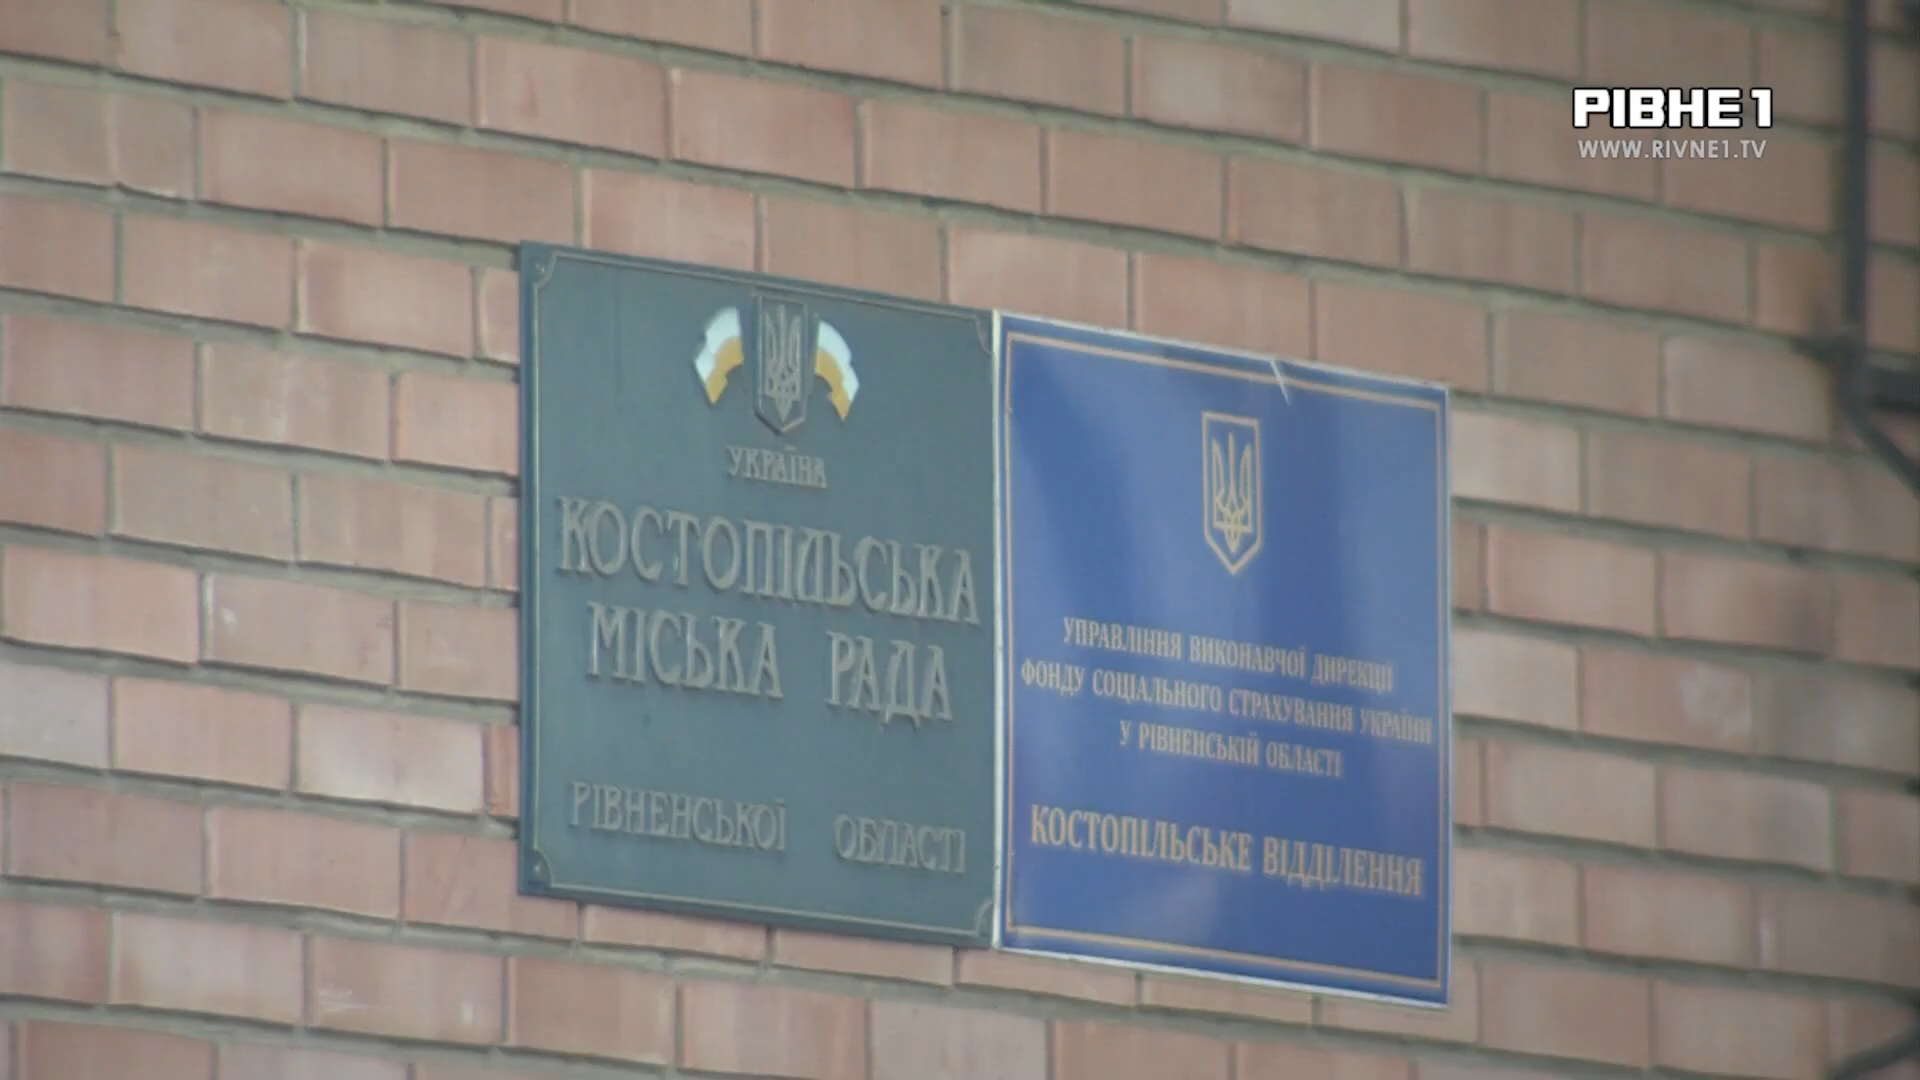 РІВНЕ 1
WWW.RIVNE1.TV
УКРАЇНА
КОСТОПІЛЬСЬКА
МІСЬКА РАДА
РІВНЕНСЬКОЇ ОБЛАСТІ
УПРАВЛІННЯ ВИКОНАВЧОЇ ДИРЕКЦІЇ
ФОНДУ СОЦІАЛЬНОГО СТРАХУВАННЯ УКРАЇНИ
У РІВНЕНСЬКІЙ ОБЛАСТІ
КОСТОПІЛЬСЬКЕ ВІДДІЛЕННЯ